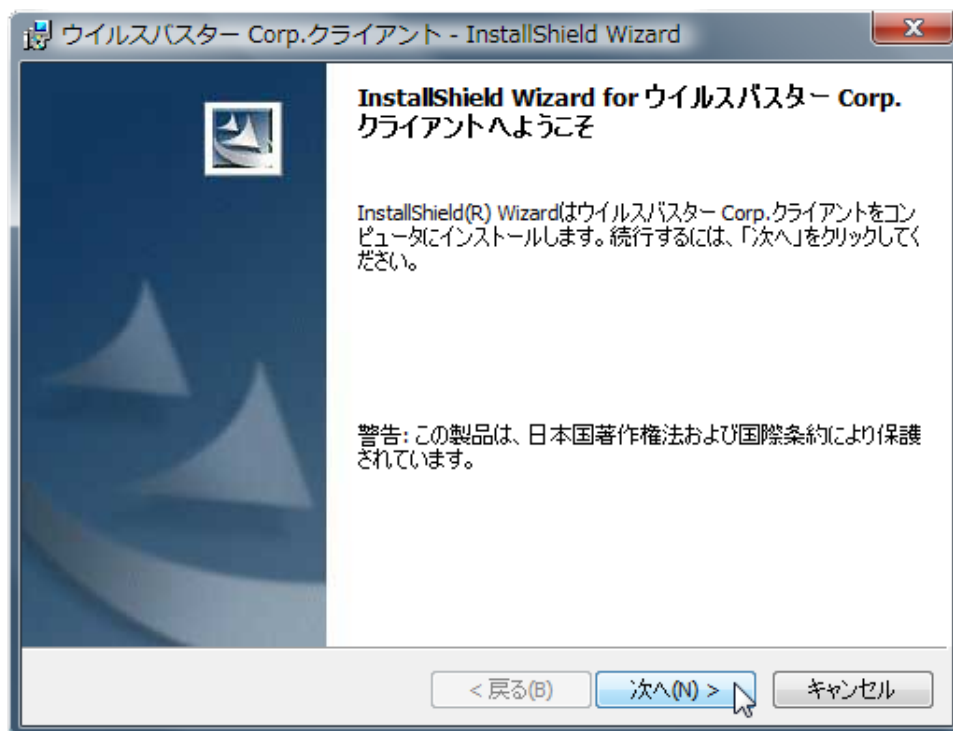 ウイルスバスター Corp.クライアント - InstallShield Wizard
InstallShield Wizard for ウイルスバスター Corp.
クライアントへようこそ
InstallShield(R) Wizardはウイルスバスター Corp.クライアントをコン
ピュータにインストールします。続行するには、「次へ」をクリックしてく
ださい。
警告: この製品は、日本国著作権法および国際条約により保護
されています。
< 戻る(B)
次へ(N) >
キャンセル